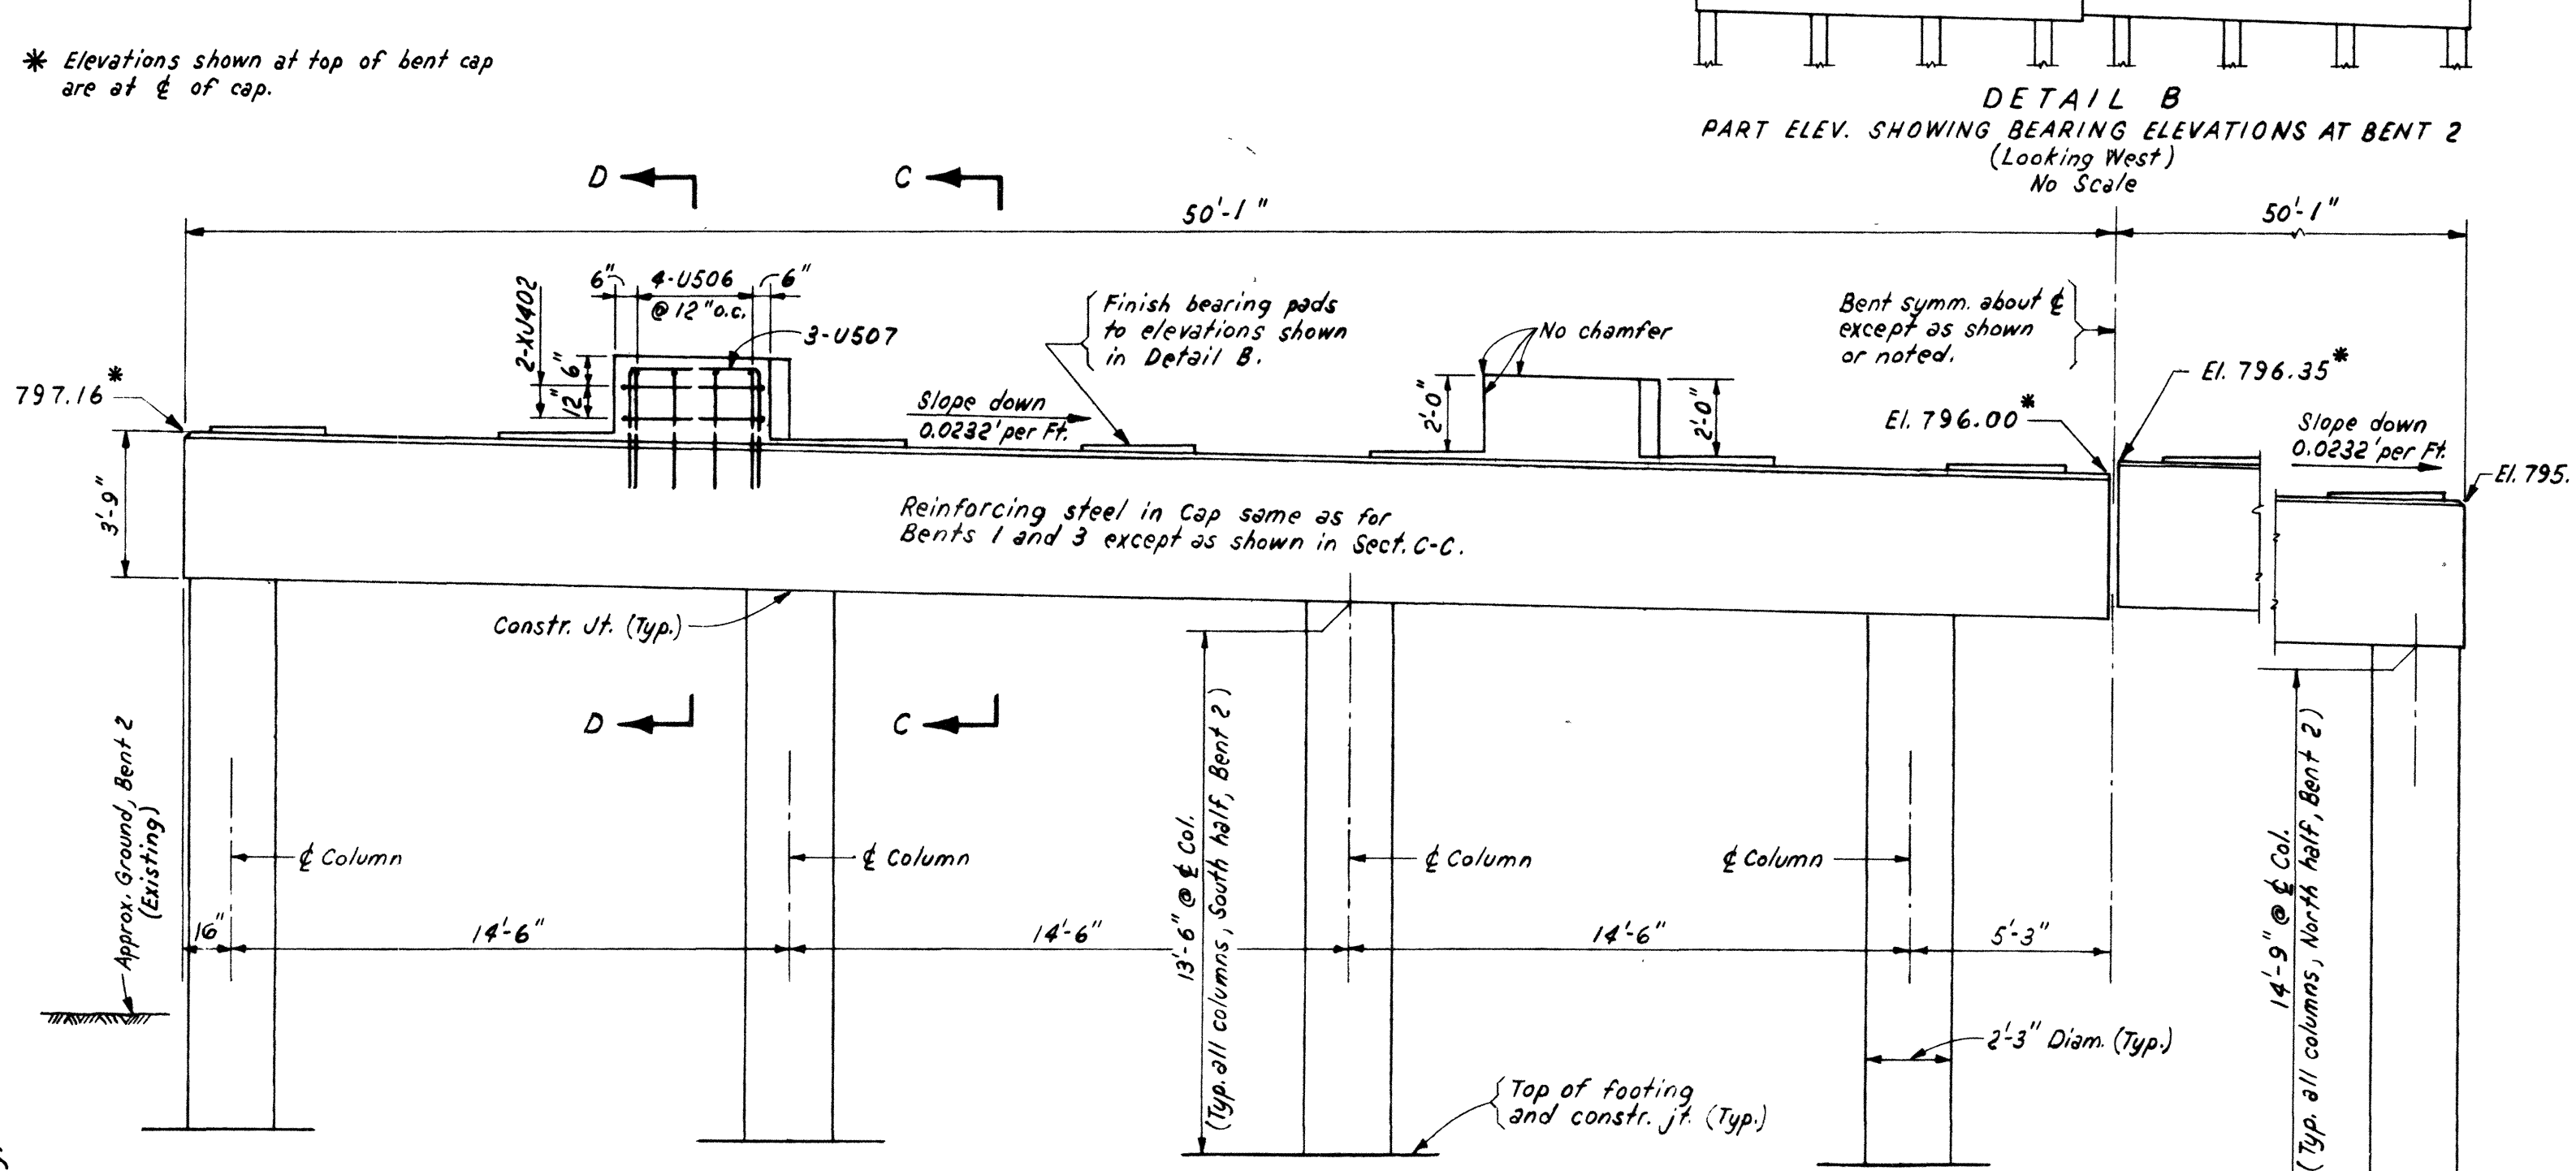 * Elevations shown at top of bent cap
are at ℄ of cap.
DETAIL B
PART ELEV. SHOWING BEARING ELEVATIONS AT BENT 2
(Looking West)
No Scale
D
C
50'-1"
50'-1"
6"
4-U506
6"
@ 12" o.c.
2-XJ402
6"
12"
3-U507
Finish bearing pads
to elevations shown
in Detail B.
No chamfer
Bent symm. about ℄
except as shown
or noted.
El. 796.35*
797.16*
Slope down
0.0232' per Ft.
2'-0"
2'-0"
El. 796.00*
Slope down
0.0232' per Ft.
El. 795.
3'-9"
Reinforcing steel in Cap same as for
Bents 1 and 3 except as shown in Sect. C-C.
Constr. Jt. (Typ.)
D
C
Approx. Ground, Bent 2
(Existing)
℄ Column
℄ Column
℄ Column
℄ Column
16"
14'-6"
14'-6"
14'-6"
5'-3"
13'-6" @ ℄ Col.
(Typ. all columns, South half, Bent 2)
14'-9" @ ℄ Col.
(Typ. all columns, North half, Bent 2)
2'-3" Diam. (Typ.)
Top of footing
and constr. jt. (Typ.)